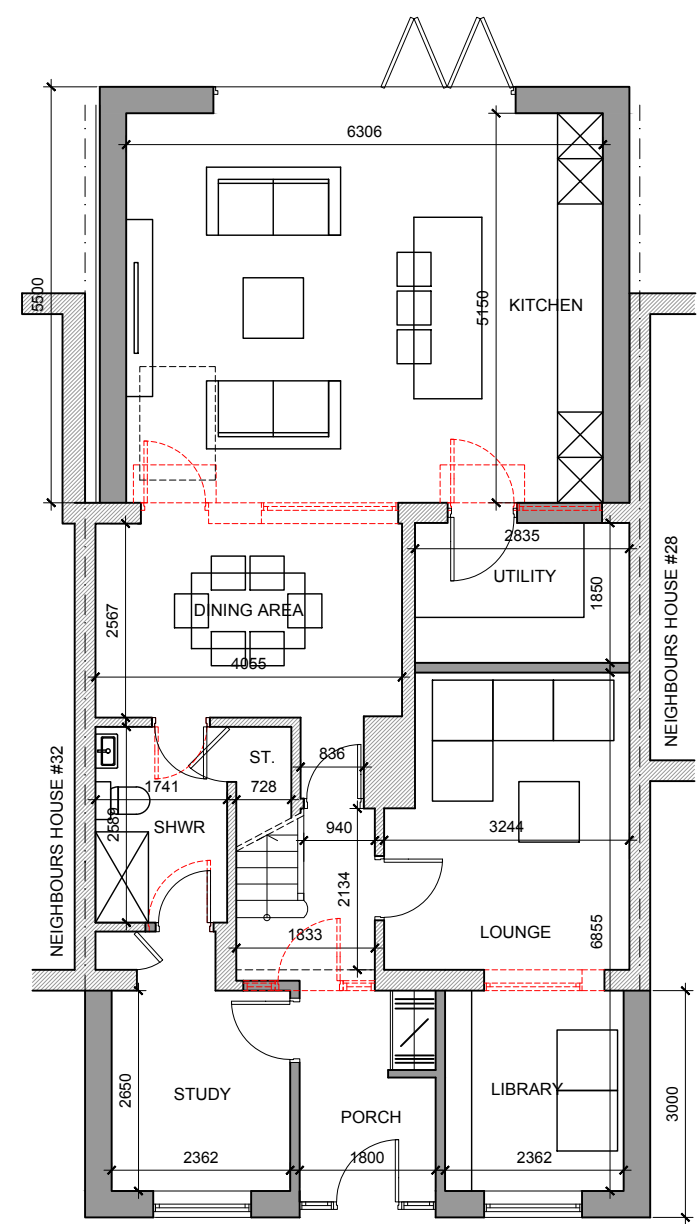 6306
5500
5150
KITCHEN
2835
UTILITY
1850
NEIGHBOURS HOUSE #28
2567
DINING AREA
4055
ST.
836
1741
728
2589
SHWR
940
3244
NEIGHBOURS HOUSE #32
2134
LOUNGE
1833
6855
2650
STUDY
LIBRARY
3000
PORCH
2362
1800
2362